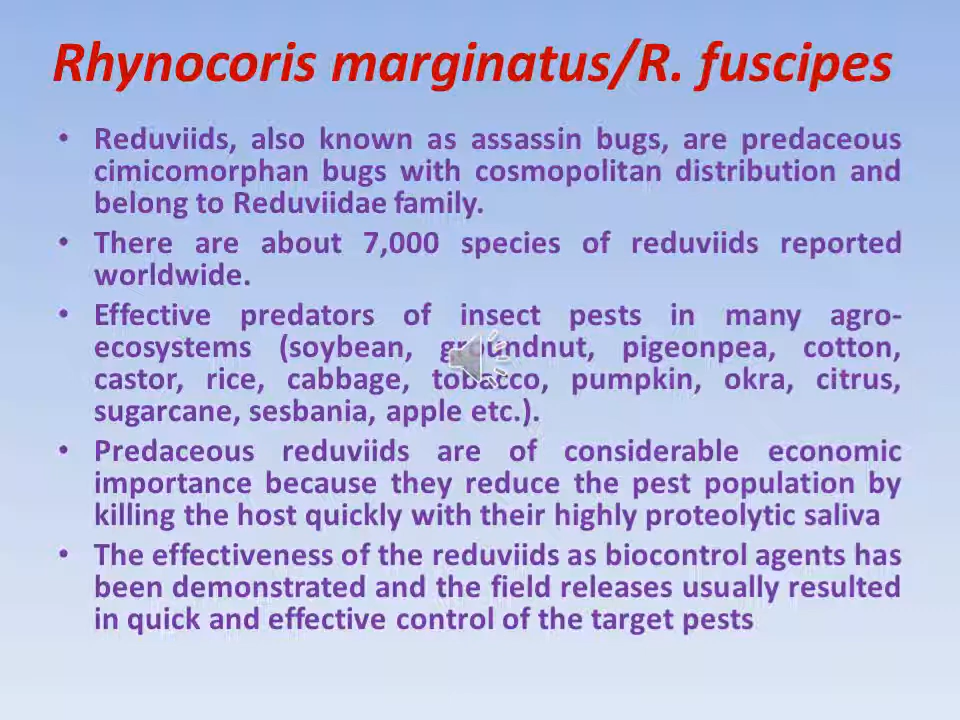 Rhynocoris marginatus/R. fuscipes
• Reduviids, also known as assassin bugs, are predaceous
cimicomorphan bugs with cosmopolitan distribution and
belong to Reduviidae family.
• There are about 7,000 species of reduviids reported
worldwide.
• Effective predators of insect pests in many agro-
ecosystems (soybean, groundnut, pigeonpea, cotton,
castor, rice, cabbage, tobacco, pumpkin, okra, citrus,
sugarcane, sesbania, apple etc.).
• Predaceous reduviids are of considerable economic
importance because they reduce the pest population by
killing the host quickly with their highly proteolytic saliva
• The effectiveness of the reduviids as biocontrol agents has
been demonstrated and the field releases usually resulted
in quick and effective control of the target pests